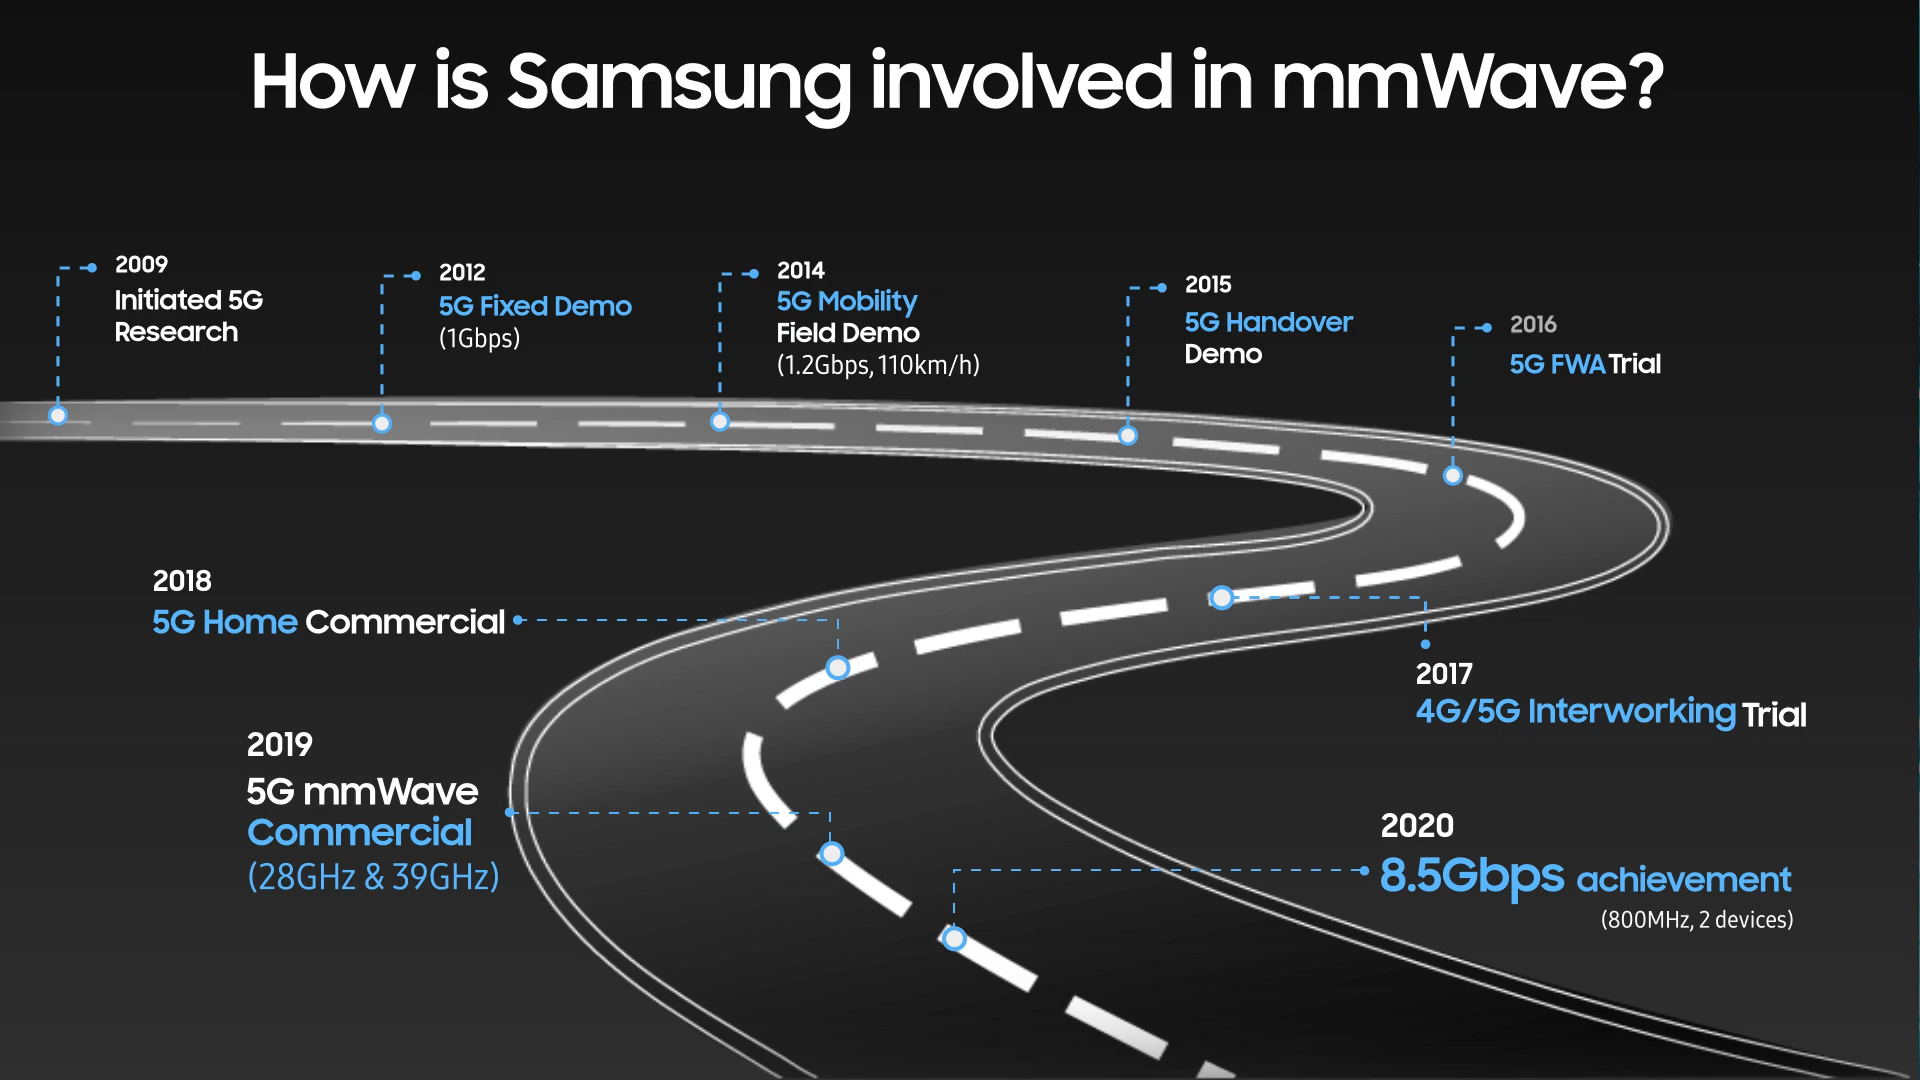 How is Samsung involved in mmWave?
2009
Initiated 5G
Research
2012
5G Fixed Demo
(1Gbps)
2014
5G Mobility
Field Demo
(1.2Gbps, 110km/h)
2015
5G Handover
Demo
2016
5G FWA Trial
2017
4G/5G Interworking Trial
2018
5G Home Commercial
2019
5G mmWave
Commercial
(28GHz & 39GHz)
2020
8.5Gbps achievement
(800MHz, 2 devices)